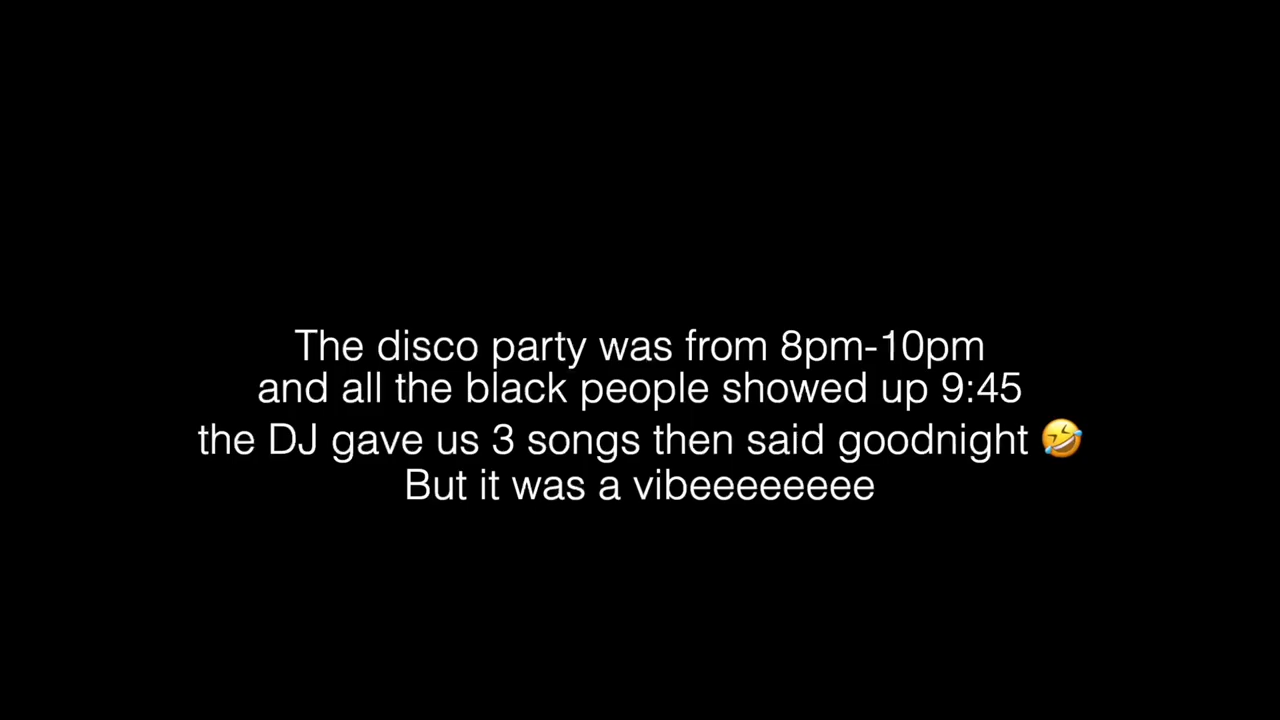 The disco party was from 8pm-10pm
and all the black people showed up 9:45
the DJ gave us 3 songs then said goodnight 🤣
But it was a vibeeeeeeee